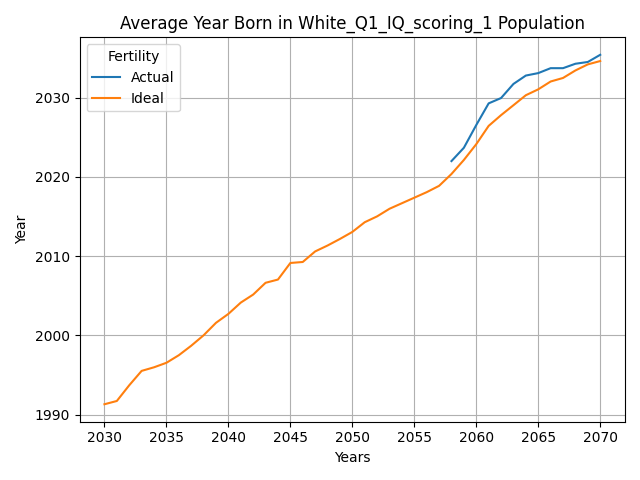 Average Year Born in White_Q1_IQ_scoring_1 Population
Fertility
Actual
Ideal
2030
2020
2010
2000
1990
Year
2030 2035 2040 2045 2050 2055 2060 2065 2070
Years